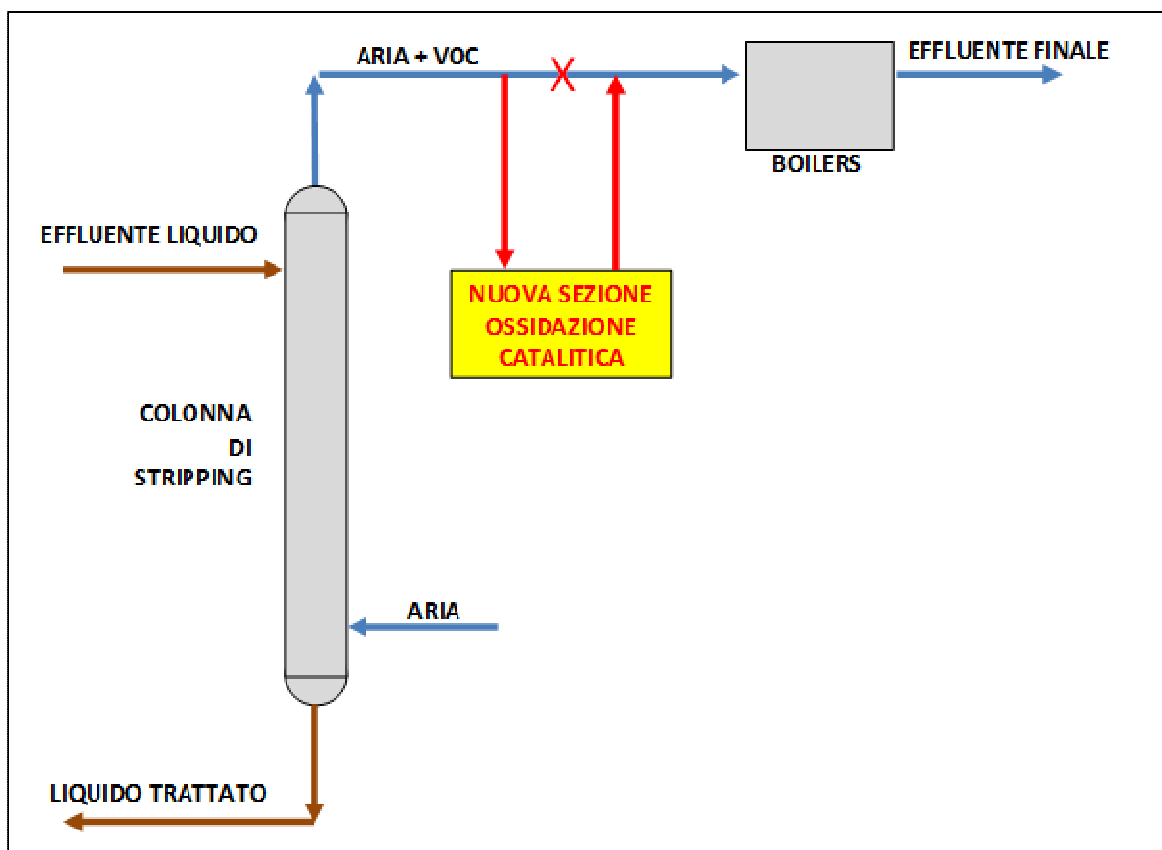 ARIA + VOC
EFFLUENTE FINALE
BOILERS
EFFLUENTE LIQUIDO
NUOVA SEZIONE
OSSIDAZIONE
CATALITICA
COLONNA
DI
STRIPPING
ARIA
LIQUIDO TRATTATO